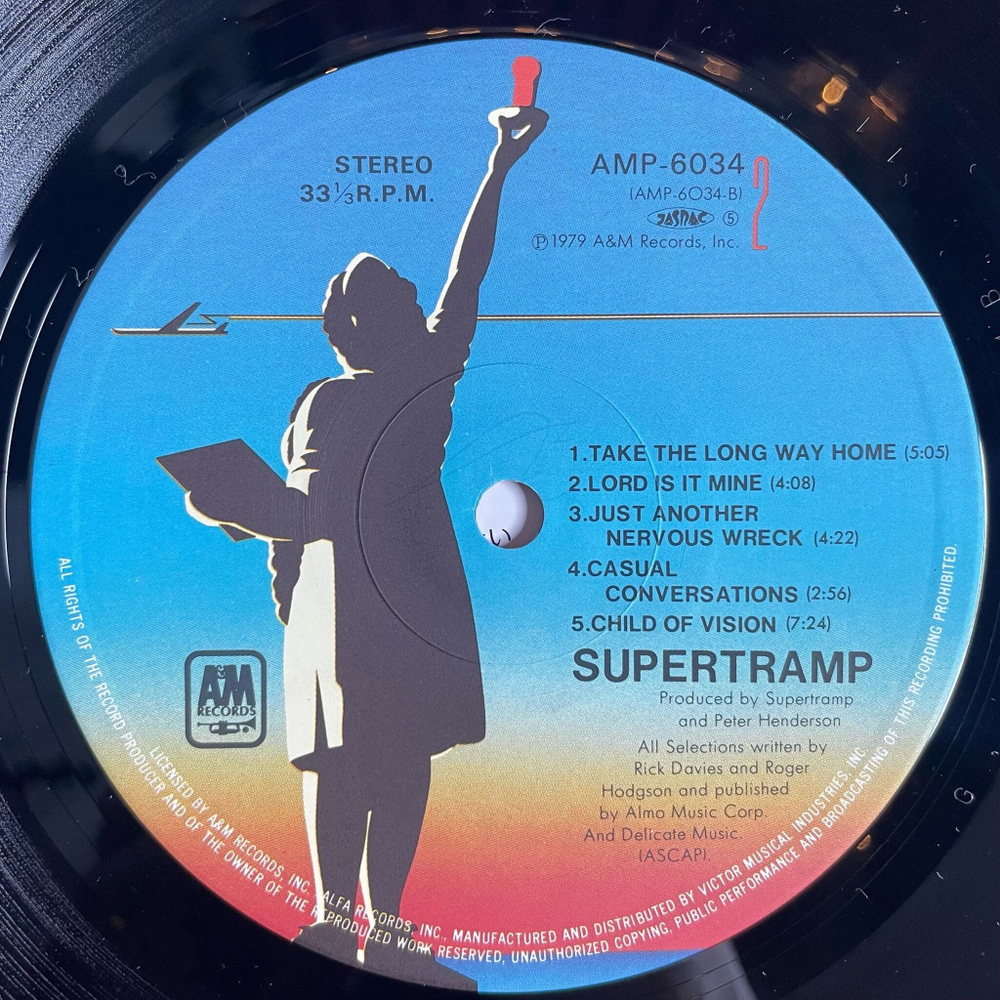 STEREO
33⅓R.P.M.
AMP-6034
(AMP-6034-B)
2
JASRAC ⑤
Ⓟ1979 A&M Records, Inc.
1.TAKE THE LONG WAY HOME (5:05)
2.LORD IS IT MINE (4:08)
3.JUST ANOTHER
NERVOUS WRECK (4:22)
4.CASUAL
CONVERSATIONS (2:56)
5.CHILD OF VISION (7:24)
SUPERTRAMP
Produced by Supertramp
and Peter Henderson
All Selections written by
Rick Davies and Roger
Hodgson and published
by Almo Music Corp.
And Delicate Music.
(ASCAP).
A&M
RECORDS
ALL RIGHTS OF THE RECORD PRODUCER AND OF THE OWNER OF THE REPRODUCED WORK RESERVED, UNAUTHORIZED COPYING, PUBLIC PERFORMANCE AND BROADCASTING OF THIS RECORDING PROHIBITED.
LICENSED BY A&M RECORDS, INC. ALFA RECORDS, INC., MANUFACTURED AND DISTRIBUTED BY VICTOR MUSICAL INDUSTRIES, INC
B
G